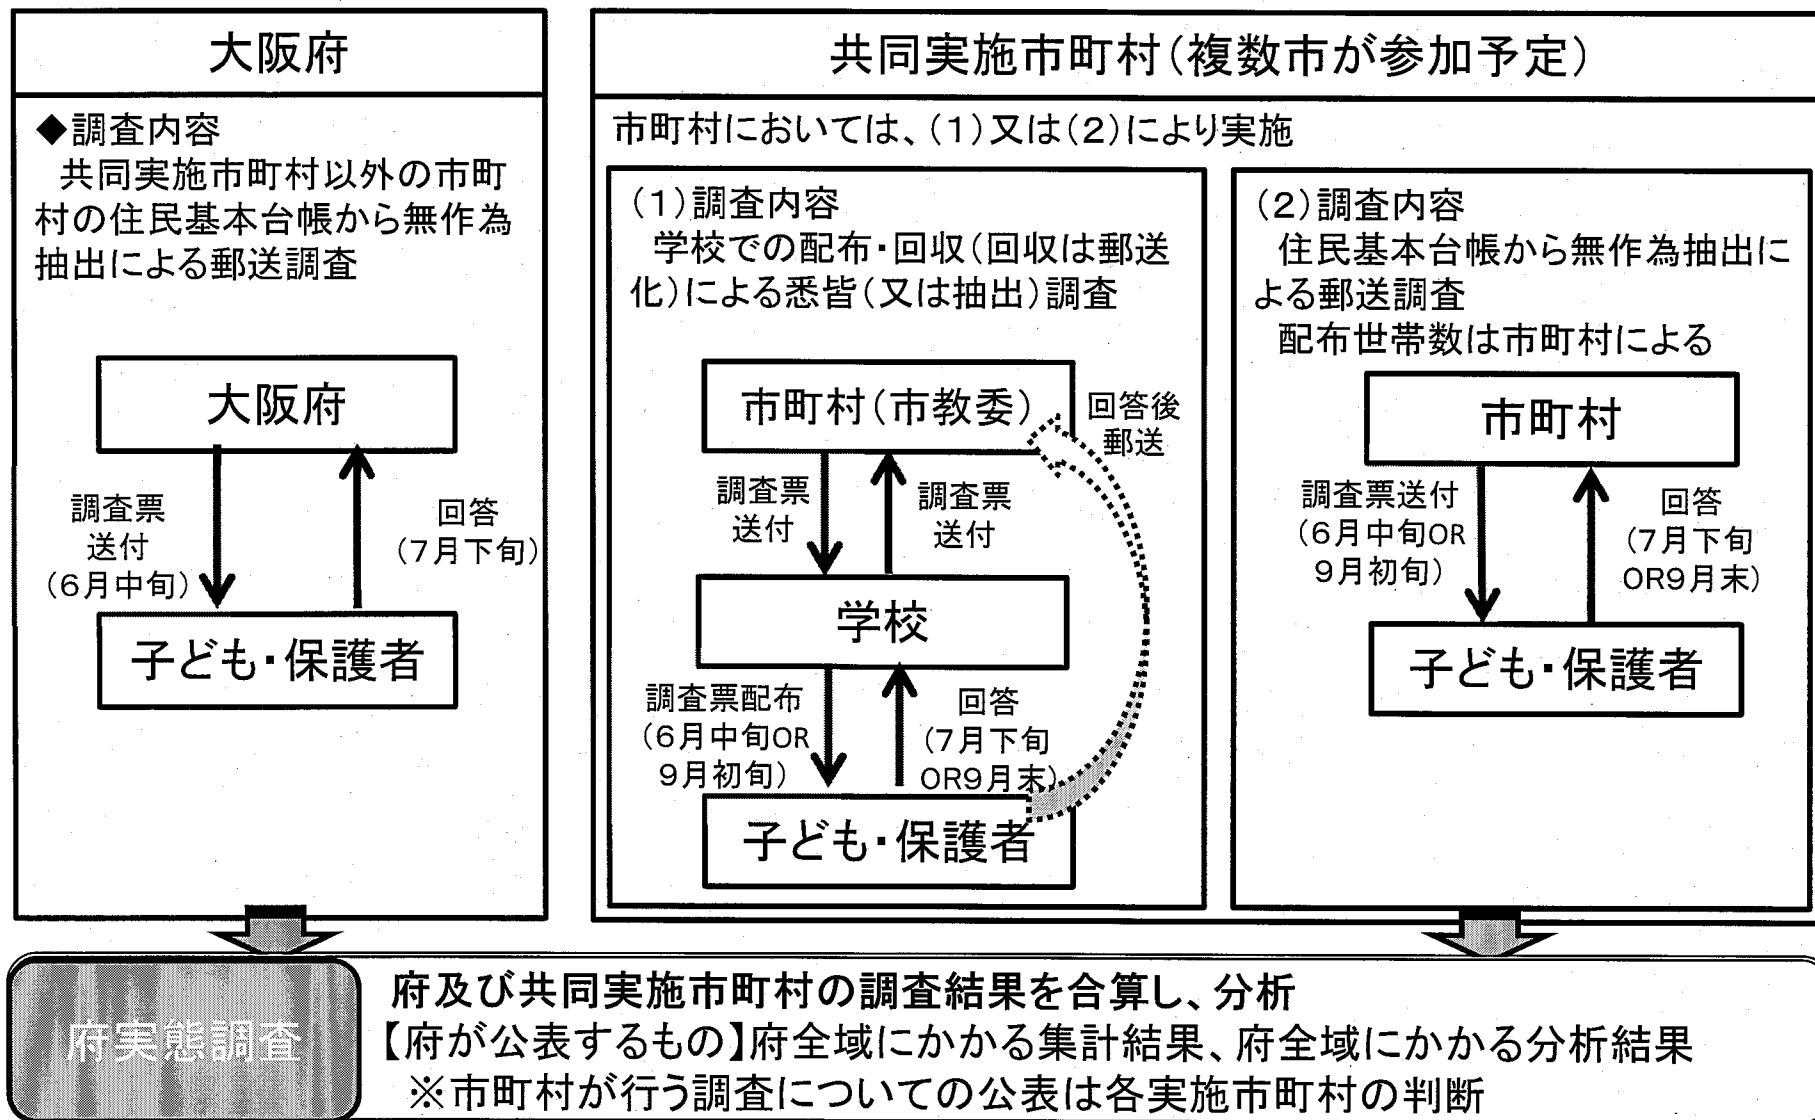 大阪府
◆調査内容
共同実施市町村以外の市町
村の住民基本台帳から無作為
抽出による郵送調査
大阪府
調査票
送付
(6月中旬)
回答
(7月下旬)
子ども・保護者
共同実施市町村(複数市が参加予定)
市町村においては、(1)又は(2)により実施
(1)調査内容
学校での配布・回収(回収は郵送
化)による悉皆(又は抽出)調査
市町村(市教委)
回答後
郵送
調査票
送付
調査票
送付
学校
調査票配布
(6月中旬OR
9月初旬)
回答
(7月下旬
OR9月末)
子ども・保護者
(2)調査内容
住民基本台帳から無作為抽出に
よる郵送調査
配布世帯数は市町村による
市町村
調査票送付
(6月中旬OR
9月初旬)
回答
(7月下旬
OR9月末)
子ども・保護者
府実態調査
府及び共同実施市町村の調査結果を合算し、分析
【府が公表するもの】府全域にかかる集計結果、府全域にかかる分析結果
※市町村が行う調査についての公表は各実施市町村の判断